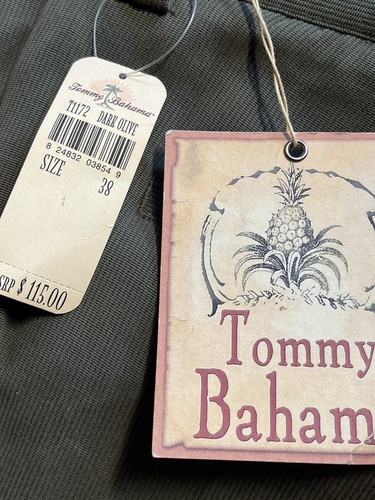 Tommy Bahama
T1172 DARK OLIVE
8 24832 03854 9
SIZE
38
SRP $ 115.00
Tommy
Baham